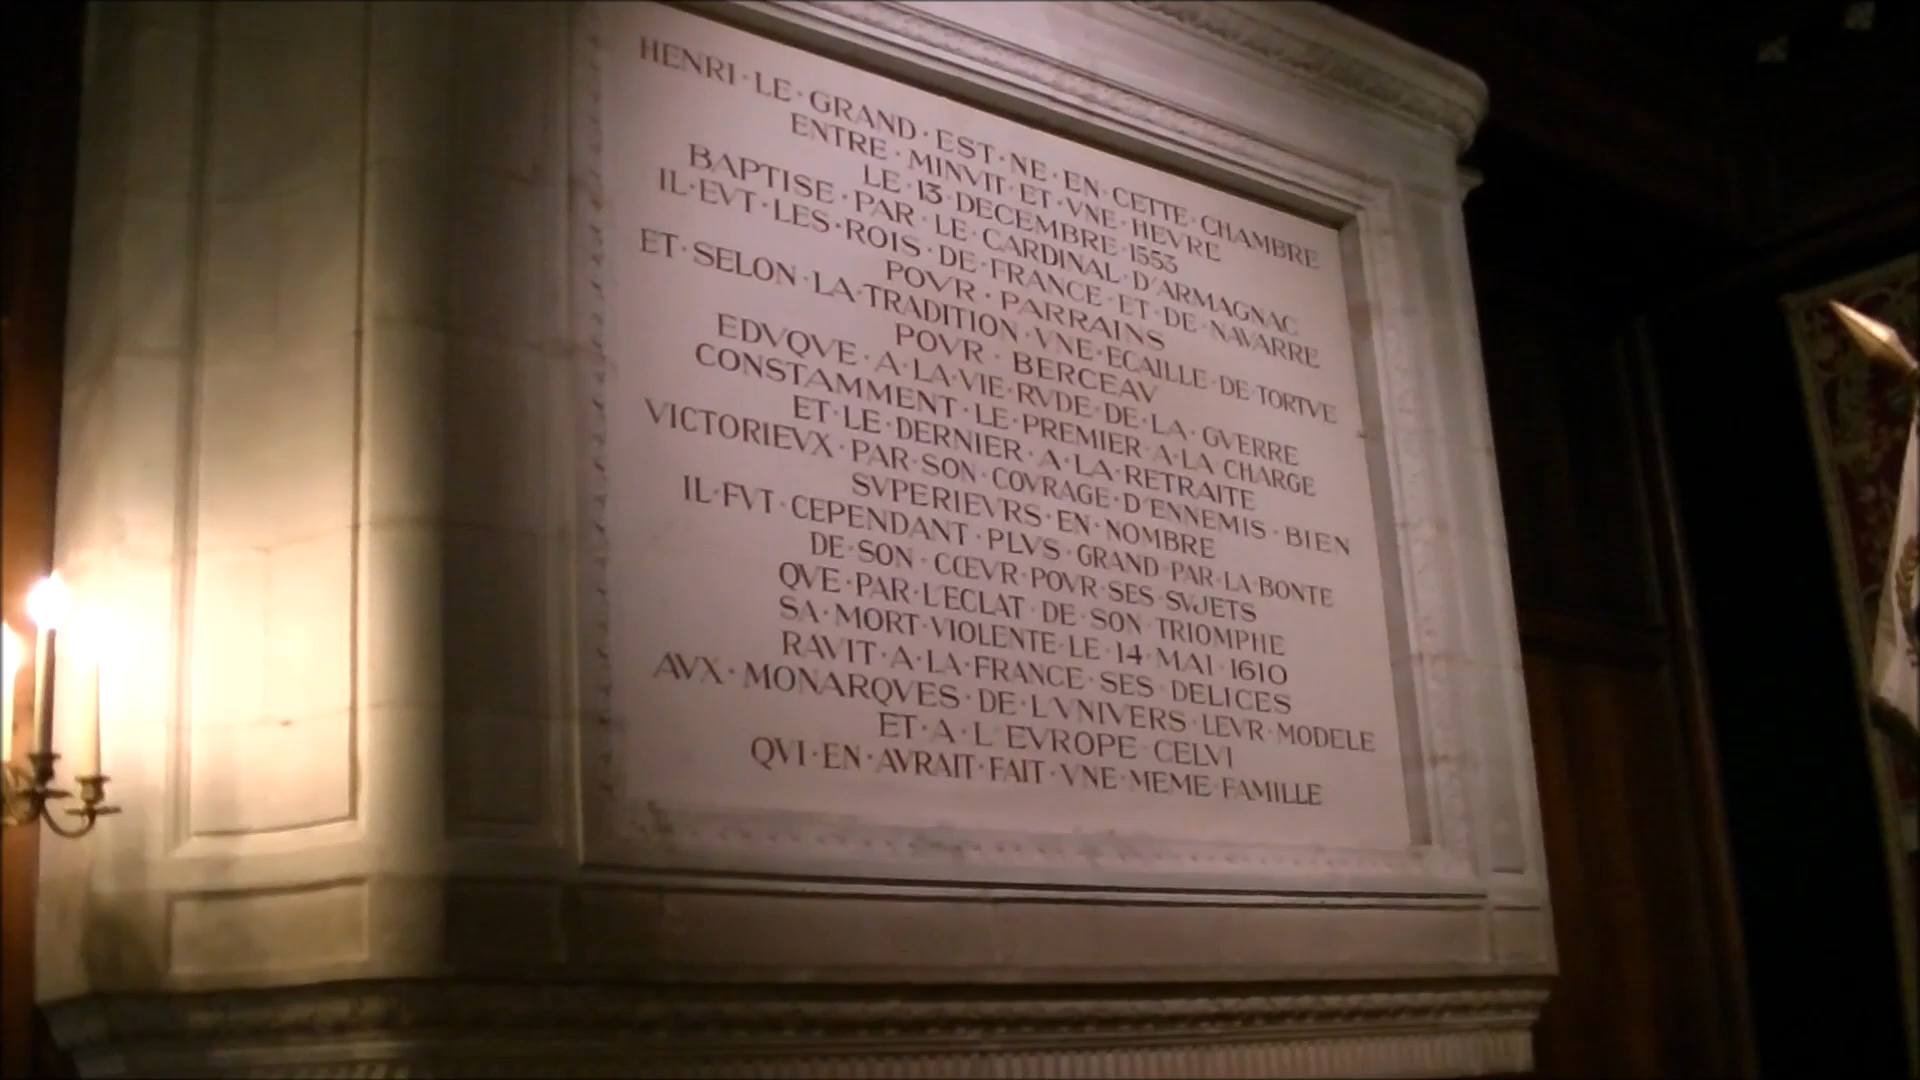 HENRI·LE·GRAND·EST·NE·EN·CETTE·CHAMBRE
ENTRE·MINVIT·ET·VNE·HEVRE
LE·13·DECEMBRE·1553
BAPTISE·PAR·LE·CARDINAL·D'ARMAGNAC
IL·EVT·LES·ROIS·DE·FRANCE·ET·DE·NAVARRE
POVR·PARRAINS
ET·SELON·LA·TRADITION·VNE·ECAILLE·DE·TORTVE
POVR·BERCEAV
EDVQVE·A·LA·VIE·RVDE·DE·LA·GVERRE
CONSTAMMENT·LE·PREMIER·A·LA·CHARGE
ET·LE·DERNIER·A·LA·RETRAITE
VICTORIEVX·PAR·SON·COVRAGE·D'ENNEMIS·BIEN
SVPERIEVRS·EN·NOMBRE
IL·FVT·CEPENDANT·PLVS·GRAND·PAR·LA·BONTE
DE·SON·CŒVR·POVR·SES·SVJETS
QVE·PAR·L'ECLAT·DE·SON·TRIOMPHE
SA·MORT·VIOLENTE·LE·14·MAI·1610
RAVIT·A·LA·FRANCE·SES·DELICES
AVX·MONARQVES·DE·L'VNIVERS·LEVR·MODELE
ET·A·L'EVROPE·CELVI
QVI·EN·AVRAIT·FAIT·VNE·MEME·FAMILLE